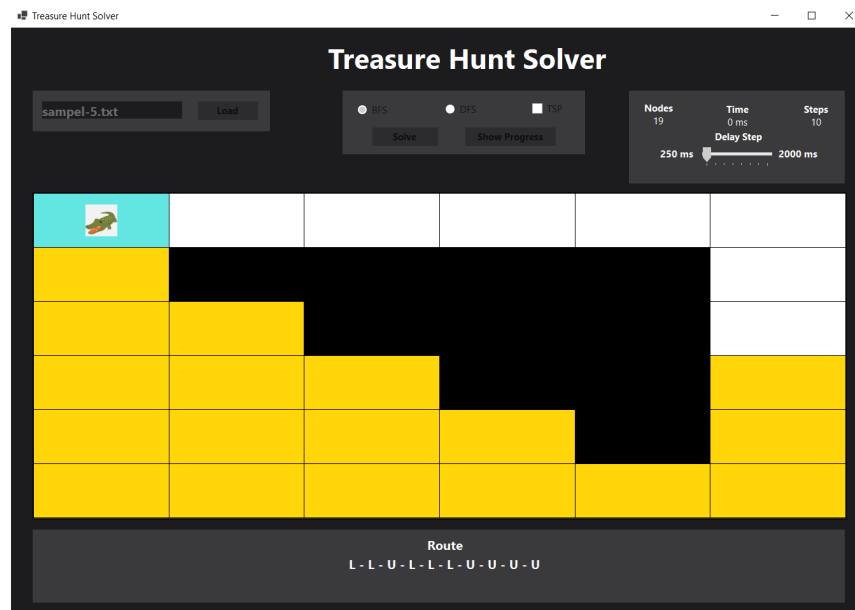 Treasure Hunt Solver
Treasure Hunt Solver
sampel-5.txt Load
BFS DFS TSP
Solve Show Progress
Nodes Time Steps
19 0 ms 10
Delay Step
250 ms 2000 ms
Route
L - L - U - L - L - L - U - U - U - U